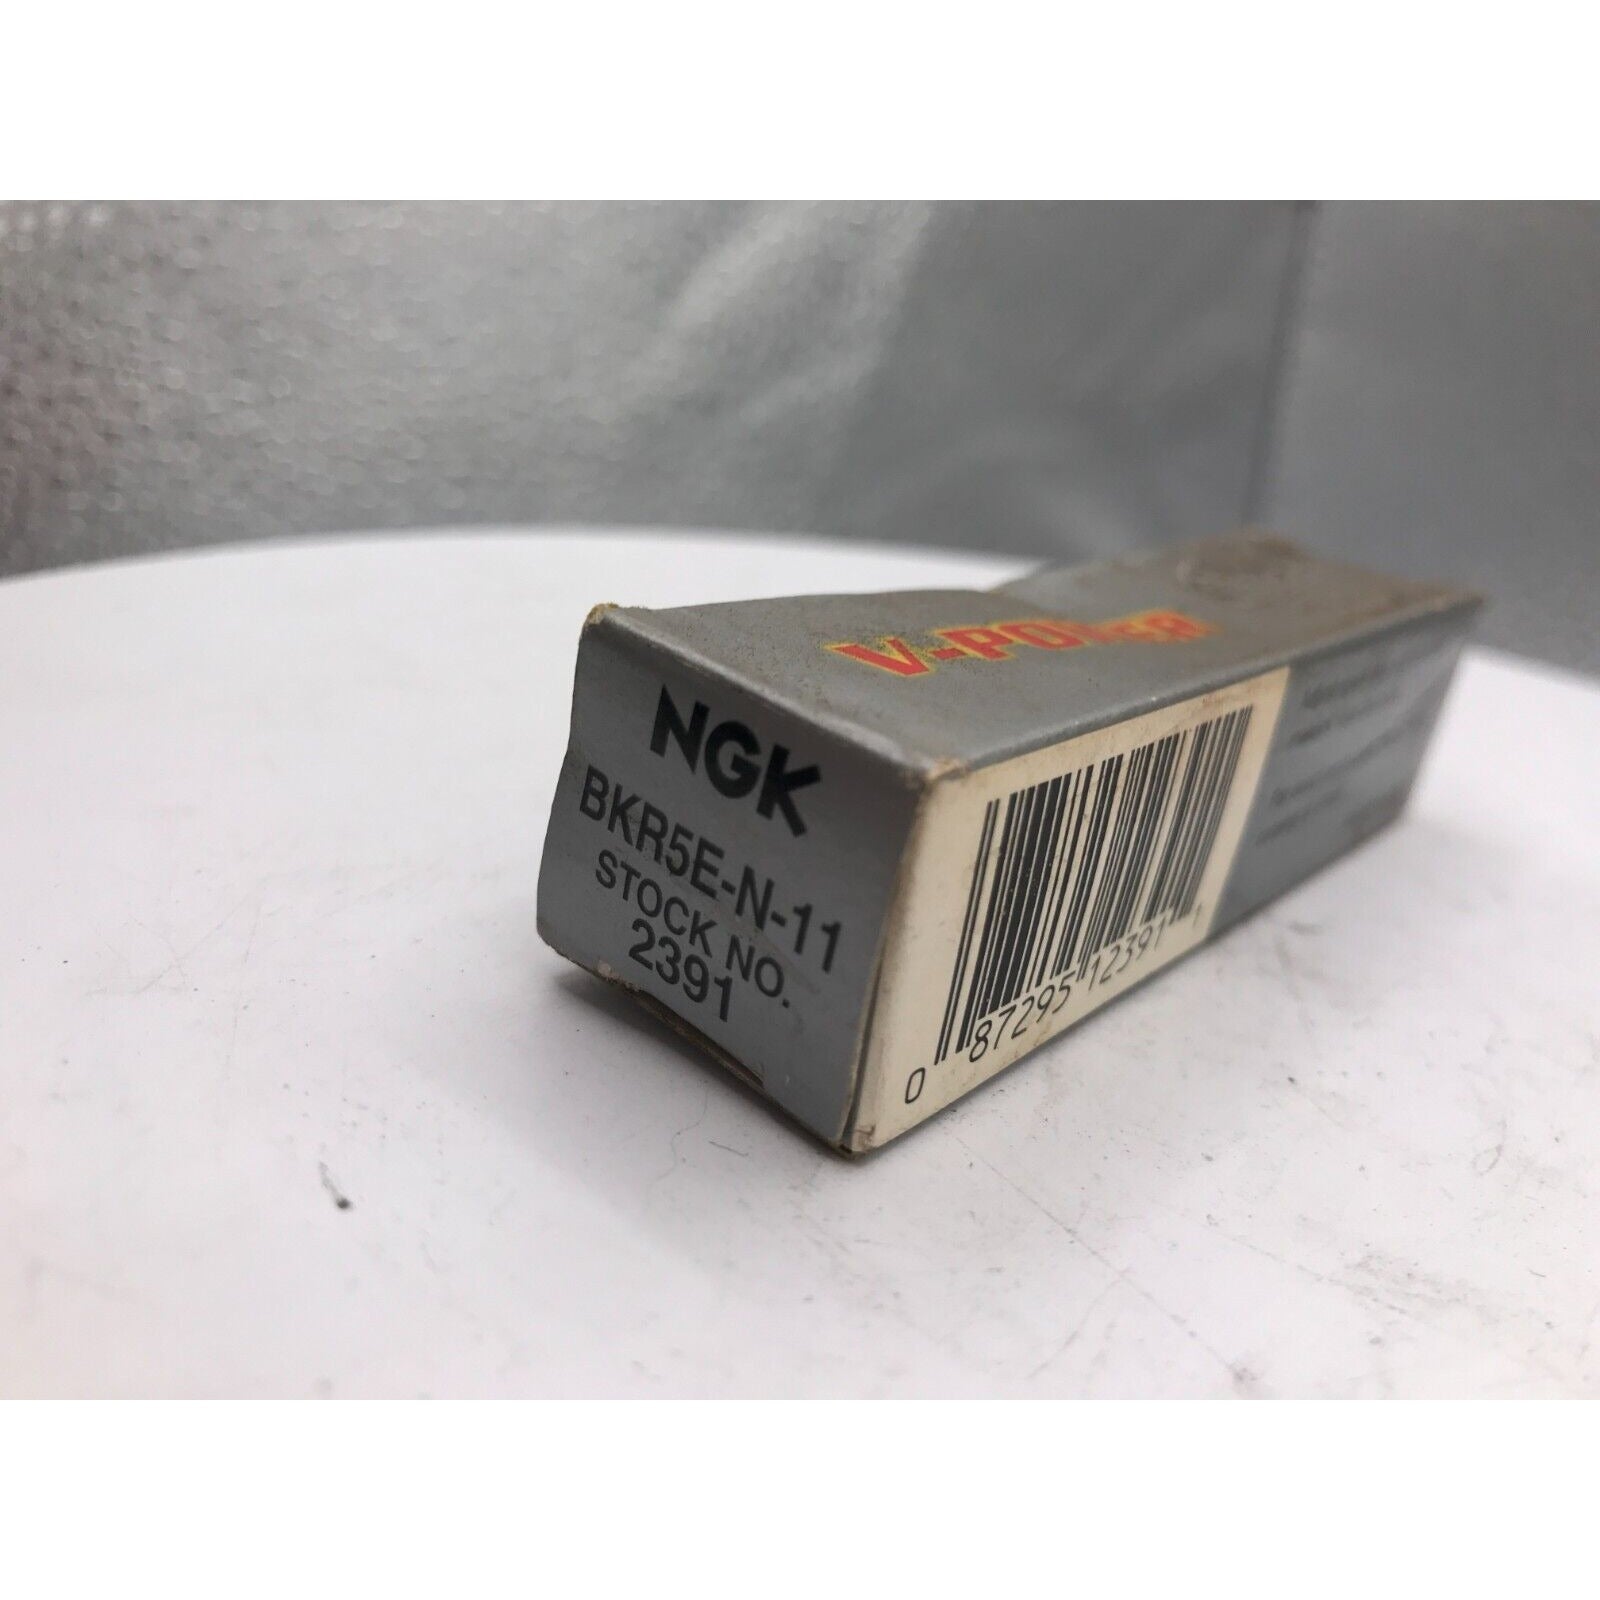 V-POWER
NGK
BKR5E-N-11
STOCK NO.
2391
0 87295 12391 1